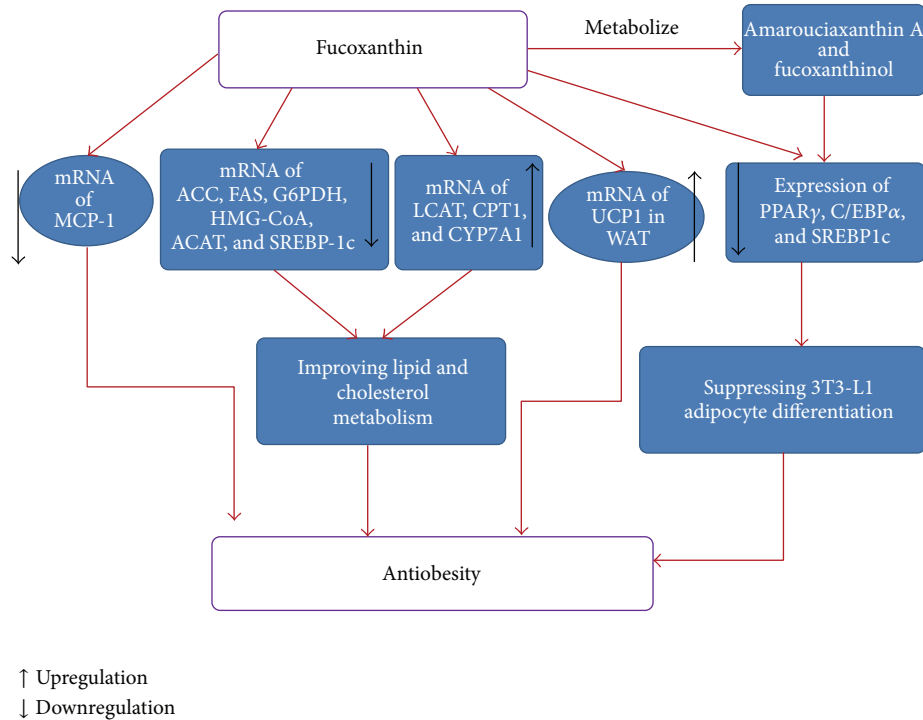 Fucoxanthin
Metabolize
Amarouciaxanthin A
and
fucoxanthinol
mRNA
of
MCP-1
mRNA of
ACC, FAS, G6PDH,
HMG-CoA,
ACAT, and SREBP-1c
mRNA of
LCAT, CPT1,
and CYP7A1
mRNA of
UCP1 in
WAT
Expression of
PPARγ, C/EBPα,
and SREBP1c
Improving lipid and
cholesterol
metabolism
Suppressing 3T3-L1
adipocyte differentiation
Antiobesity
↑ Upregulation
↓ Downregulation